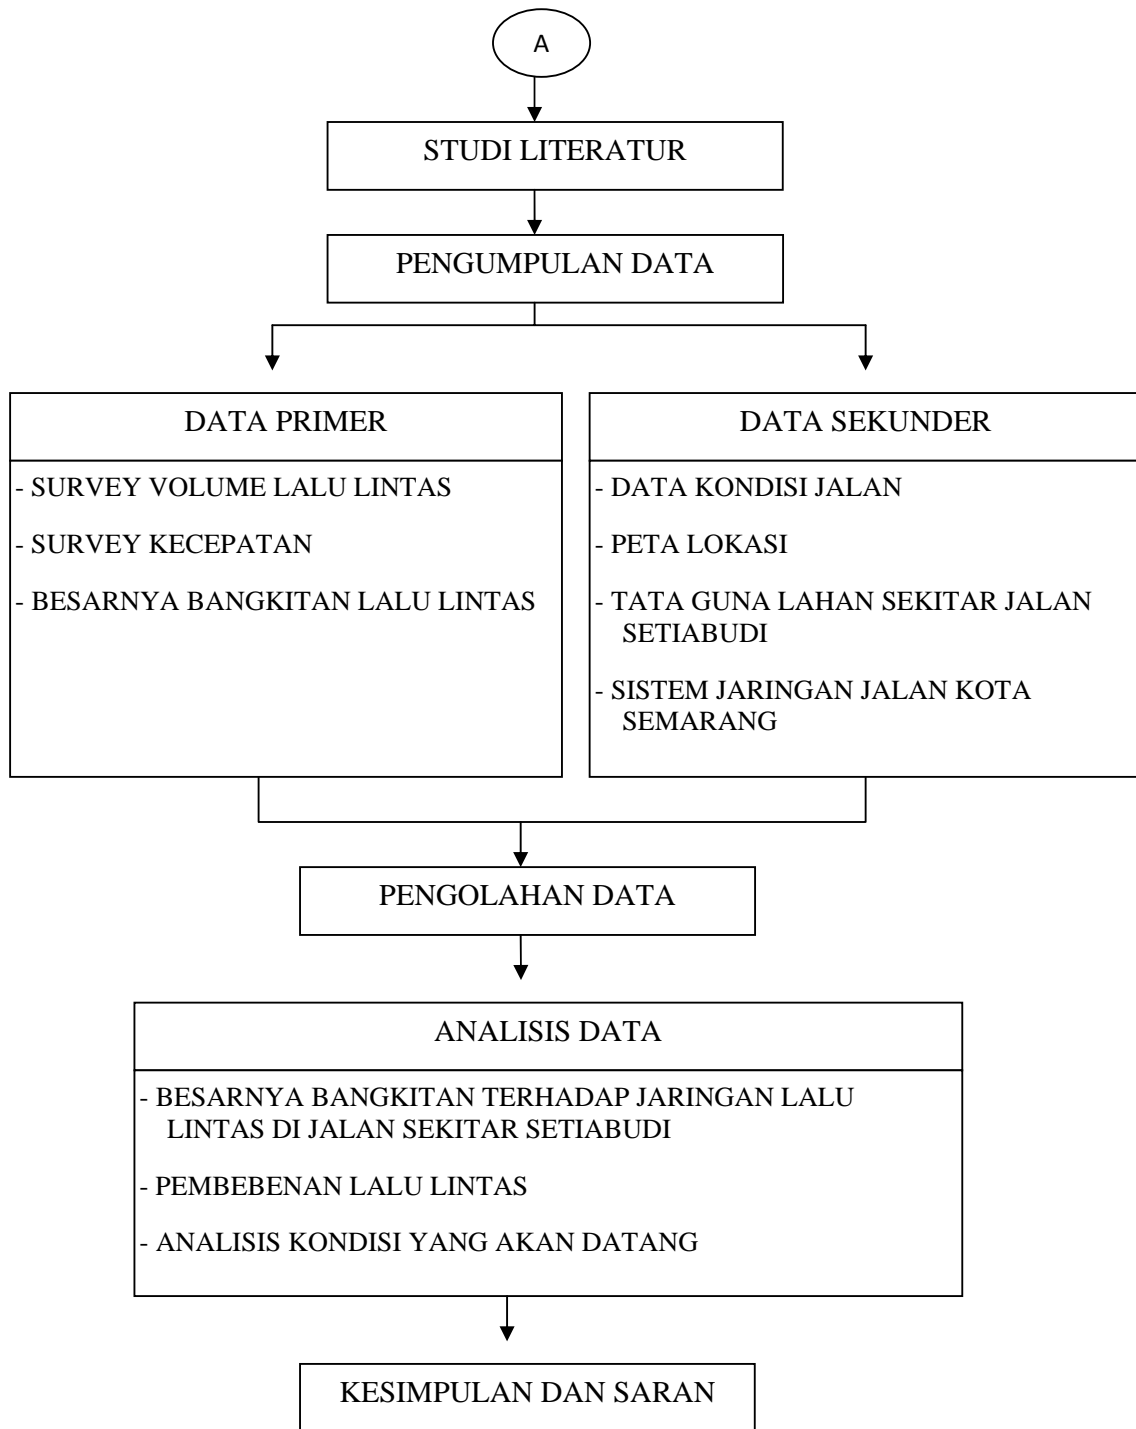 A
STUDI LITERATUR
PENGUMPULAN DATA
DATA PRIMER
- SURVEY VOLUME LALU LINTAS
- SURVEY KECEPATAN
- BESARNYA BANGKITAN LALU LINTAS
DATA SEKUNDER
- DATA KONDISI JALAN
- PETA LOKASI
- TATA GUNA LAHAN SEKITAR JALAN
SETIABUDI
- SISTEM JARINGAN JALAN KOTA
SEMARANG
PENGOLAHAN DATA
ANALISIS DATA
- BESARNYA BANGKITAN TERHADAP JARINGAN LALU
LINTAS DI JALAN SEKITAR SETIABUDI
- PEMBEBENAN LALU LINTAS
- ANALISIS KONDISI YANG AKAN DATANG
KESIMPULAN DAN SARAN